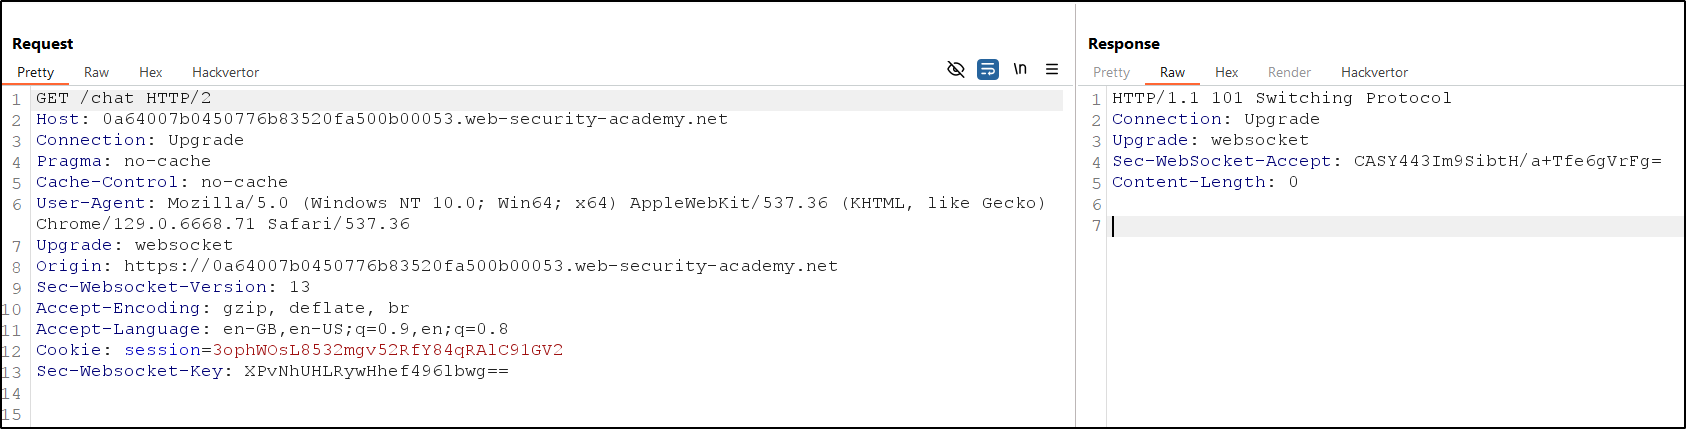 Request
Pretty Raw Hex Hackvertor \n
1 GET /chat HTTP/2
2 Host: 0a64007b0450776b83520fa500b00053.web-security-academy.net
3 Connection: Upgrade
4 Pragma: no-cache
5 Cache-Control: no-cache
6 User-Agent: Mozilla/5.0 (Windows NT 10.0; Win64; x64) AppleWebKit/537.36 (KHTML, like Gecko)
Chrome/129.0.6668.71 Safari/537.36
7 Upgrade: websocket
8 Origin: https://0a64007b0450776b83520fa500b00053.web-security-academy.net
9 Sec-Websocket-Version: 13
10 Accept-Encoding: gzip, deflate, br
11 Accept-Language: en-GB,en-US;q=0.9,en;q=0.8
12 Cookie: session=3ophWOsL8532mgv52RfY84qRAlC91GV2
13 Sec-Websocket-Key: XPvNhUHLRywHhef496lbwg==
14
15
Response
Pretty Raw Hex Render Hackvertor
1 HTTP/1.1 101 Switching Protocol
2 Connection: Upgrade
3 Upgrade: websocket
4 Sec-WebSocket-Accept: CASY443Im9SibtH/a+Tfe6gVrFg=
5 Content-Length: 0
6
7